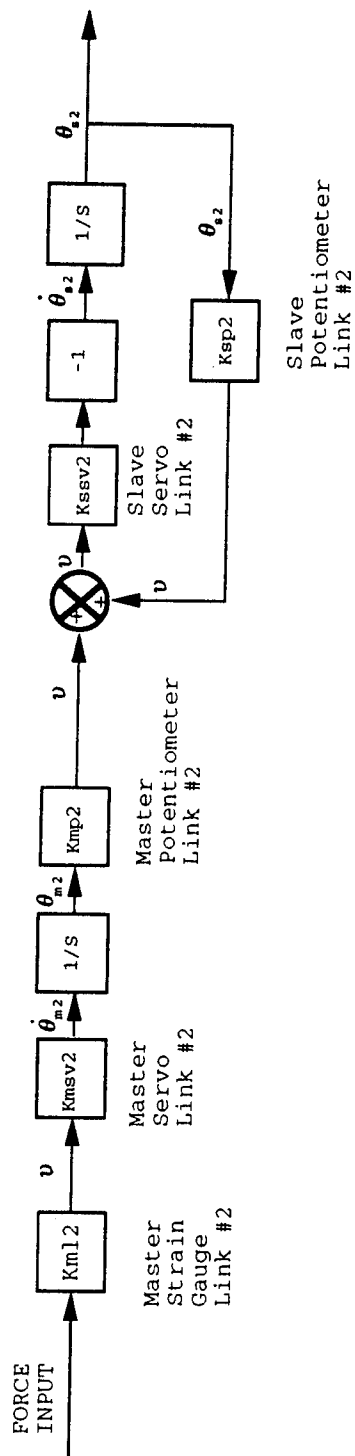 FORCE
INPUT
Kml2
Master
Strain
Gauge
Link #2
υ
Kmsv2
Master
Servo
Link #2
θ̇m2
1/S
θm2
Kmp2
Master
Potentiometer
Link #2
υ
+
+
υ
Kssv2
Slave
Servo
Link #2
-1
θ̇s2
1/S
θs2
θs2
Ksp2
Slave
Potentiometer
Link #2
υ